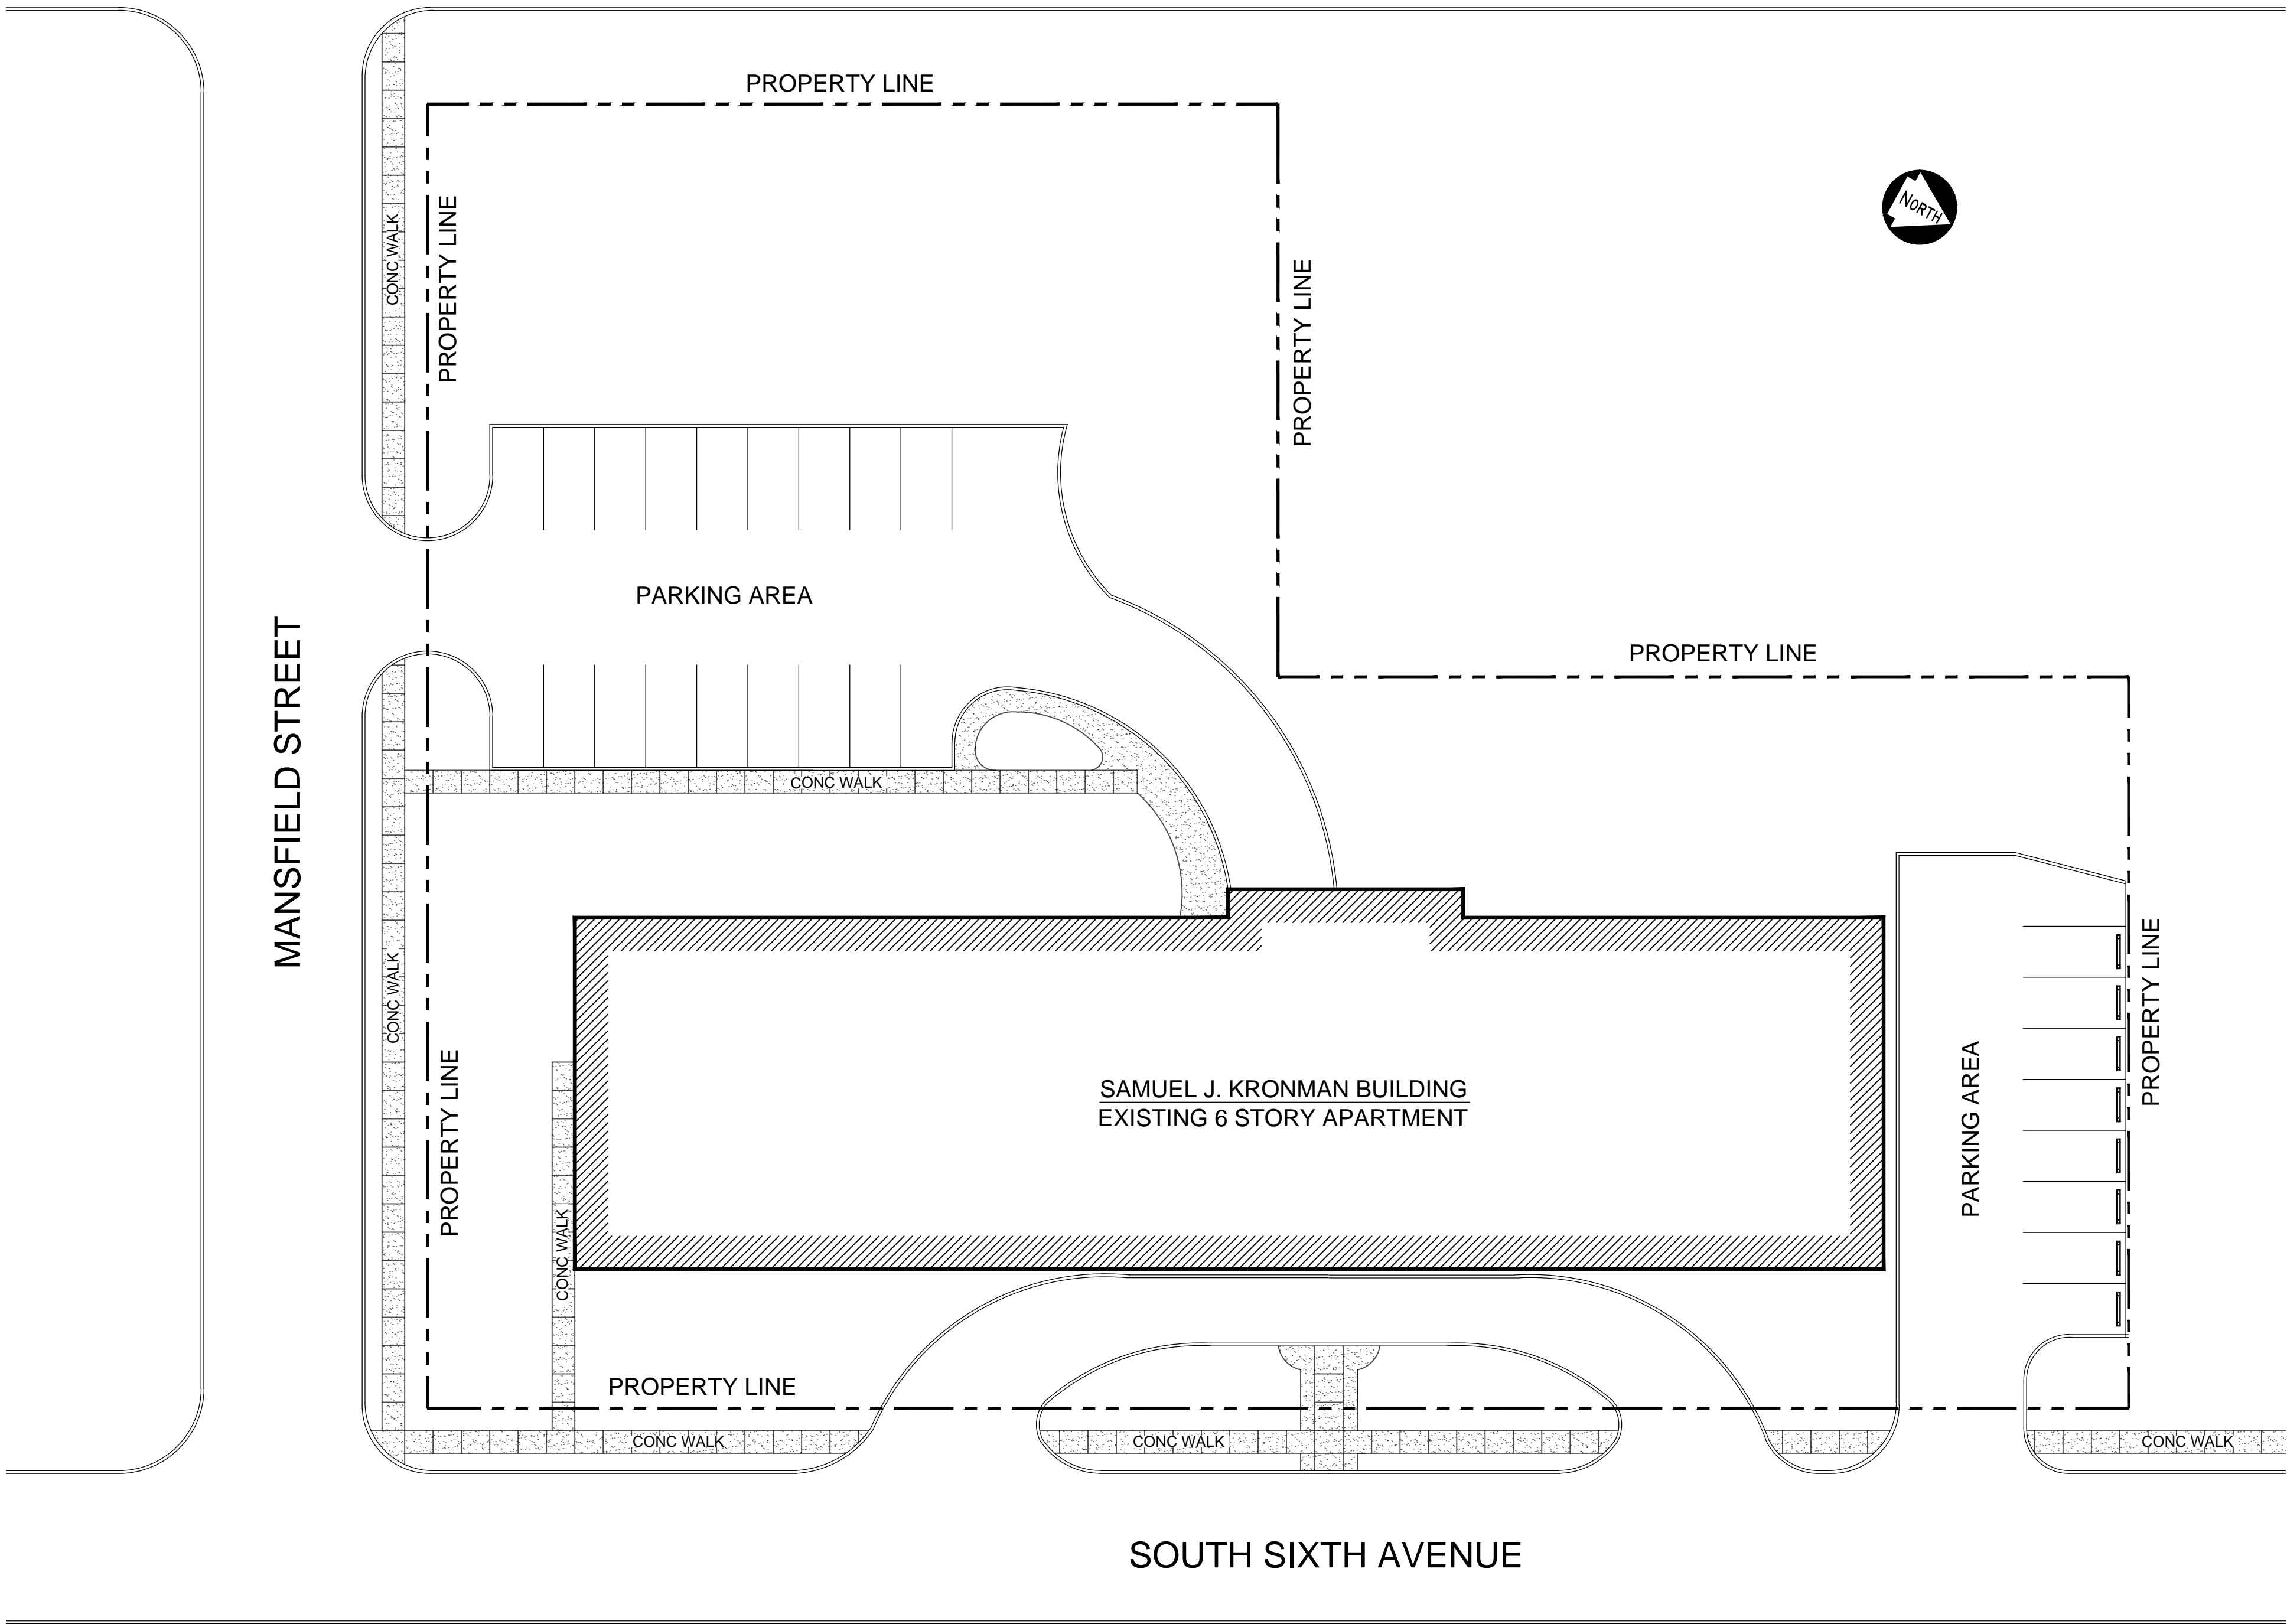 PROPERTY LINE
CONC WALK
PROPERTY LINE
NORTH
PROPERTY LINE
PARKING AREA
PROPERTY LINE
MANSFIELD STREET
CONC WALK
CONC WALK
PROPERTY LINE
PROPERTY LINE
PARKING AREA
SAMUEL J. KRONMAN BUILDING
EXISTING 6 STORY APARTMENT
CONC WALK
PROPERTY LINE
CONC WALK
CONC WALK
CONC WALK
SOUTH SIXTH AVENUE